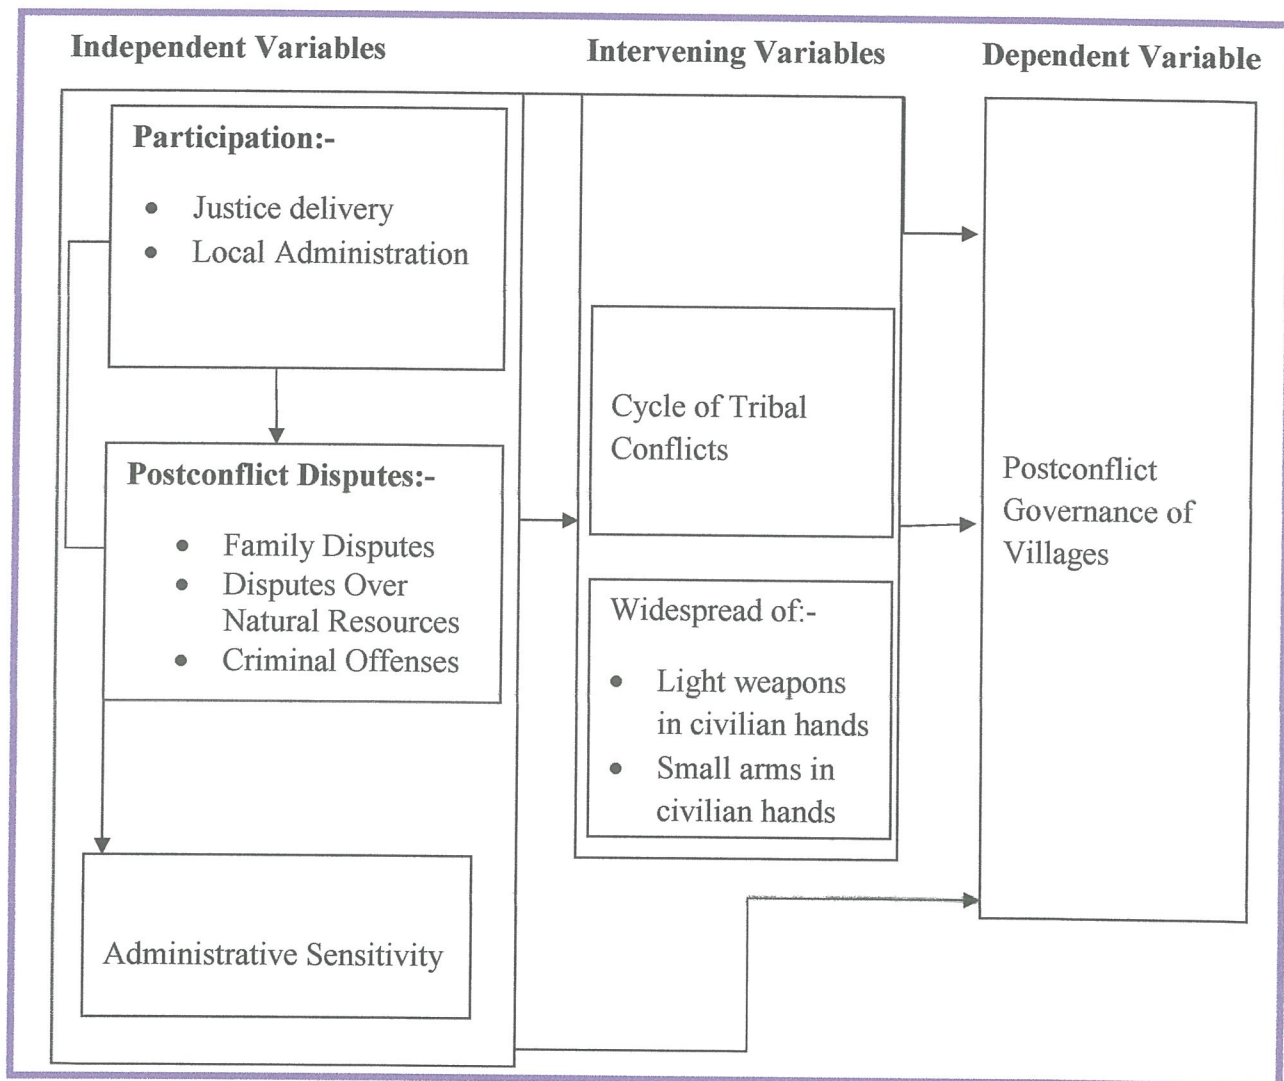 Independent Variables
Intervening Variables
Dependent Variable
Participation:-
• Justice delivery
• Local Administration
Postconflict Disputes:-
• Family Disputes
• Disputes Over
Natural Resources
• Criminal Offenses
Administrative Sensitivity
Cycle of Tribal
Conflicts
Widespread of:-
• Light weapons
in civilian hands
• Small arms in
civilian hands
Postconflict
Governance of
Villages